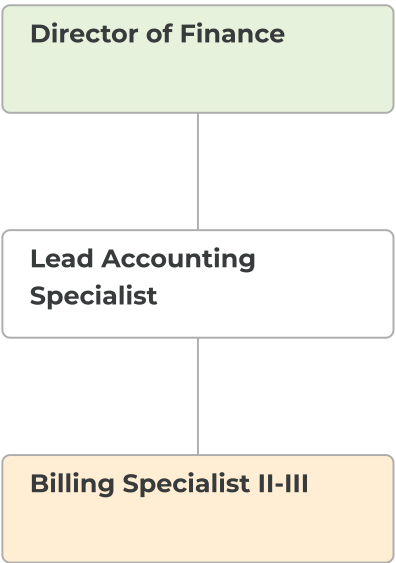 Director of Finance
Lead Accounting
Specialist
Billing Specialist II-III